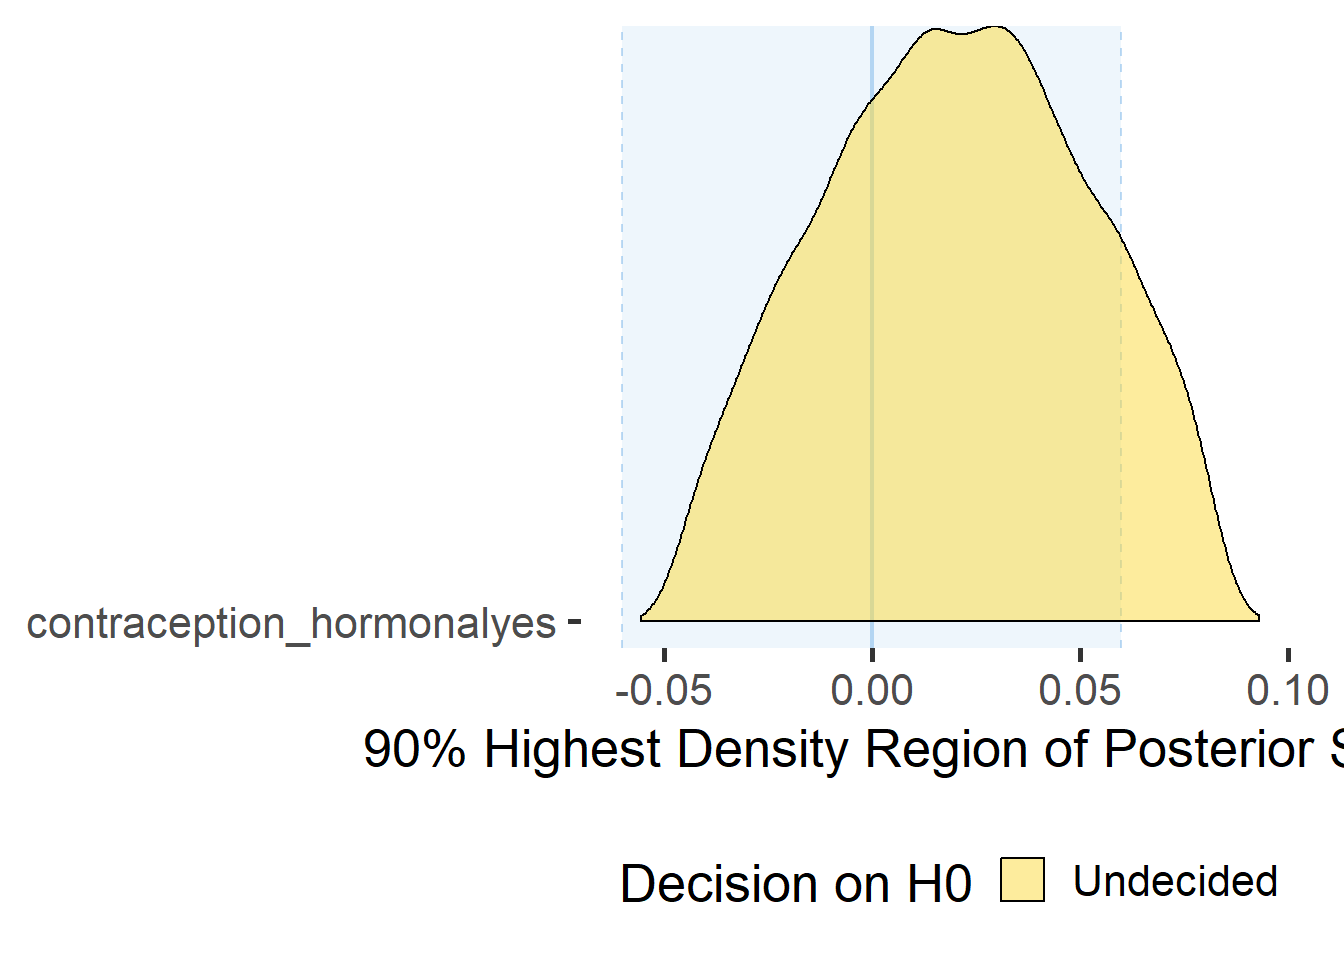 contraception_hormonalyes
-0.05 0.00 0.05 0.10
90% Highest Density Region of Posterior S
Decision on H0 Undecided